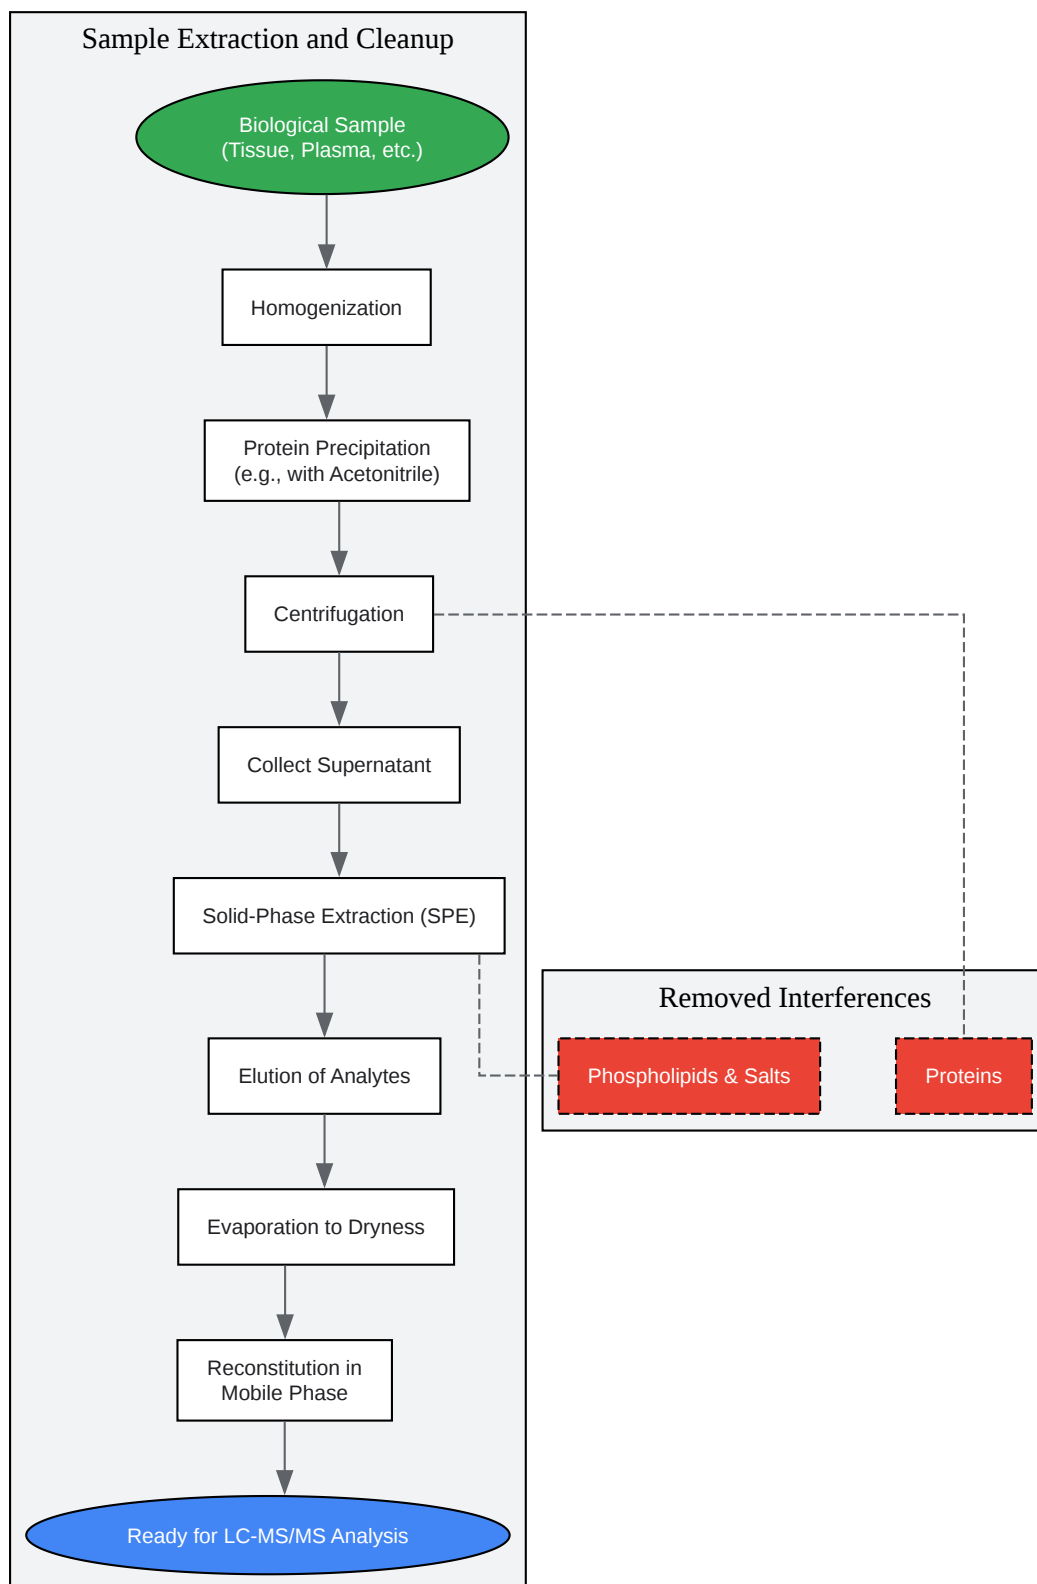 Sample Extraction and Cleanup
Biological Sample
(Tissue, Plasma, etc.)
Homogenization
Protein Precipitation
(e.g., with Acetonitrile)
Centrifugation
Collect Supernatant
Solid-Phase Extraction (SPE)
Removed Interferences
Elution of Analytes
Phospholipids & Salts
Proteins
Evaporation to Dryness
Reconstitution in
Mobile Phase
Ready for LC-MS/MS Analysis